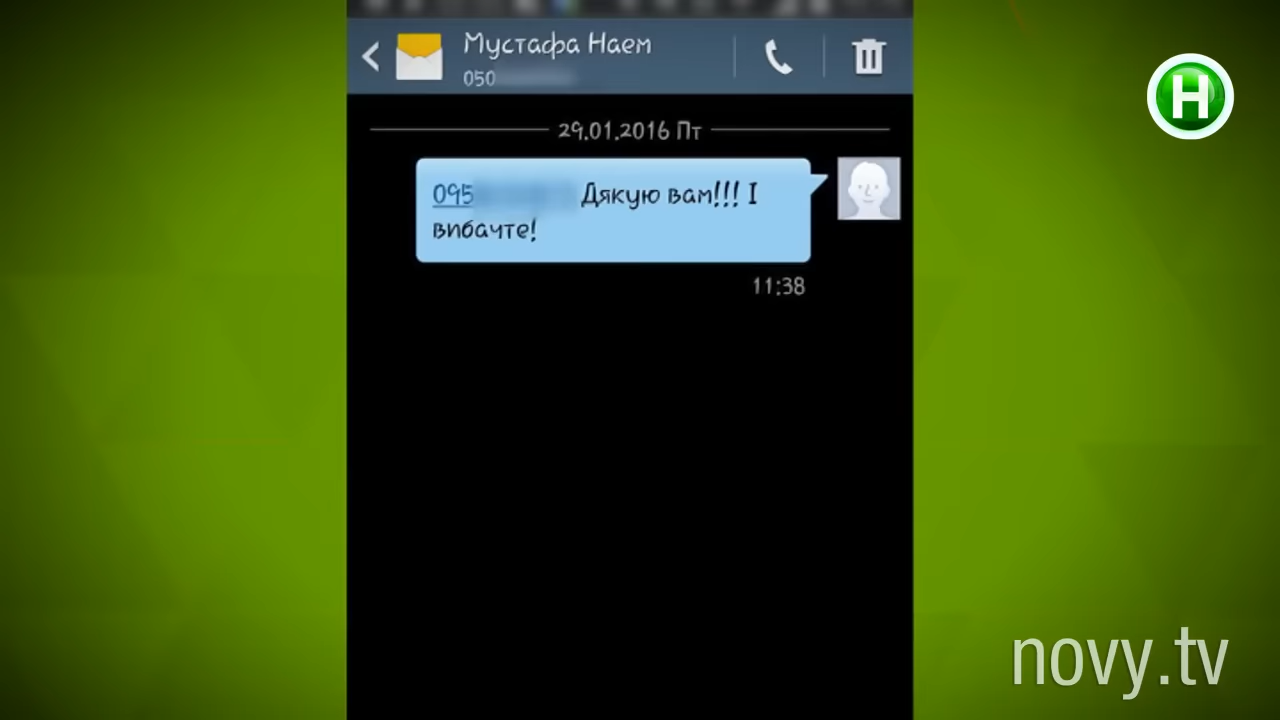 Мустафа Наем
050
29.01.2016 Пт
095 Дякую вам!!! І
вибачте!
11:38
Н
novy.tv